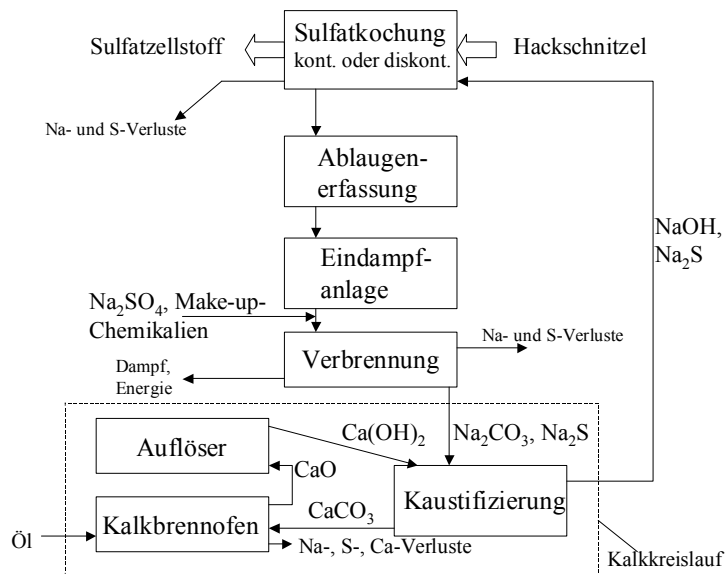 Sulfatkochung
kont. oder diskont.
Sulfatzellstoff
Hackschnitzel
Na- und S-Verluste
Ablaugen-
erfassung
NaOH,
Na₂S
Eindampf-
anlage
Na₂SO₄, Make-up-
Chemikalien
Verbrennung
Na- und S-Verluste
Dampf,
Energie
Auflöser
Ca(OH)₂
Na₂CO₃, Na₂S
CaO
Kaustifizierung
Kalkbrennofen
CaCO₃
Öl
Na-, S-, Ca-Verluste
Kalkkreislauf